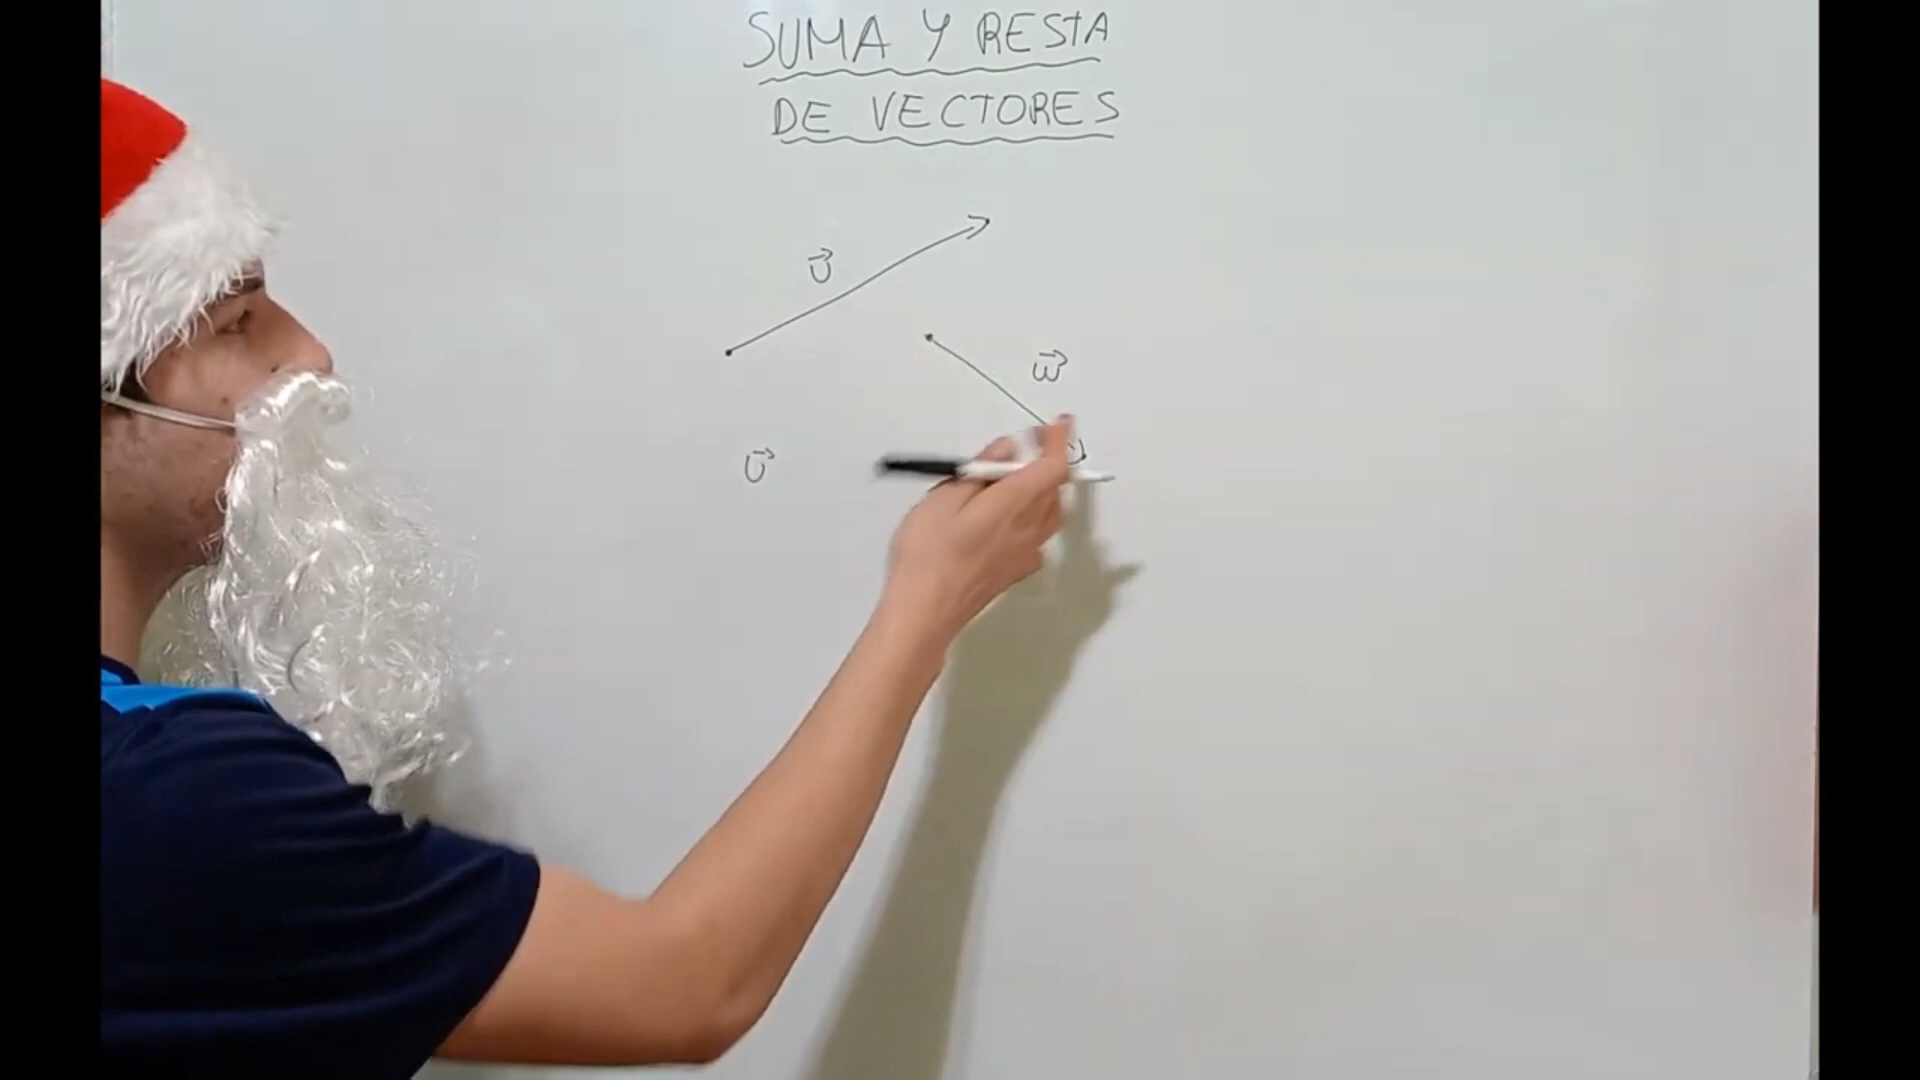 SUMA Y RESTA
DE VECTORES
v⃗
w⃗
v⃗